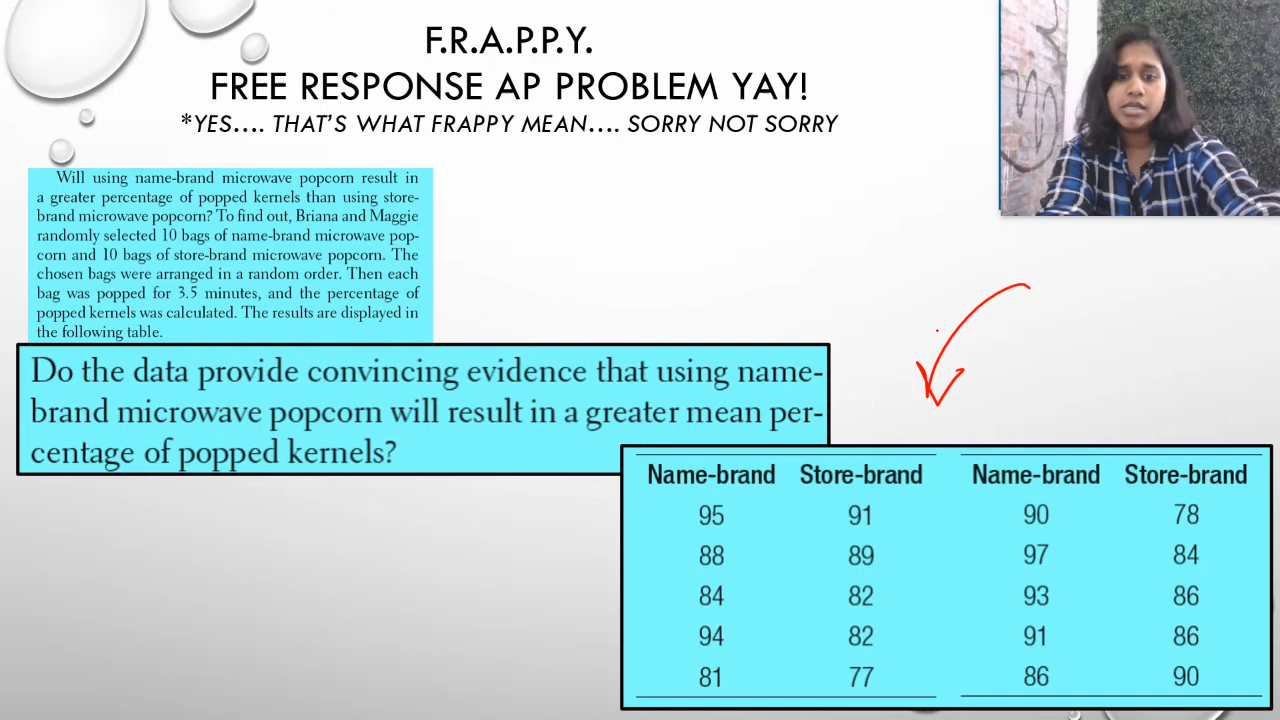 F.R.A.P.P.Y.
FREE RESPONSE AP PROBLEM YAY!
*YES.... THAT'S WHAT FRAPPY MEAN.... SORRY NOT SORRY
Will using name-brand microwave popcorn result in
a greater percentage of popped kernels than using store-
brand microwave popcorn? To find out, Briana and Maggie
randomly selected 10 bags of name-brand microwave pop-
corn and 10 bags of store-brand microwave popcorn. The
chosen bags were arranged in a random order. Then each
bag was popped for 3.5 minutes, and the percentage of
popped kernels was calculated. The results are displayed in
the following table.
Do the data provide convincing evidence that using name-
brand microwave popcorn will result in a greater mean per-
centage of popped kernels?
Name-brand Store-brand Name-brand Store-brand
95 91 90 78
88 89 97 84
84 82 93 86
94 82 91 86
81 77 86 90